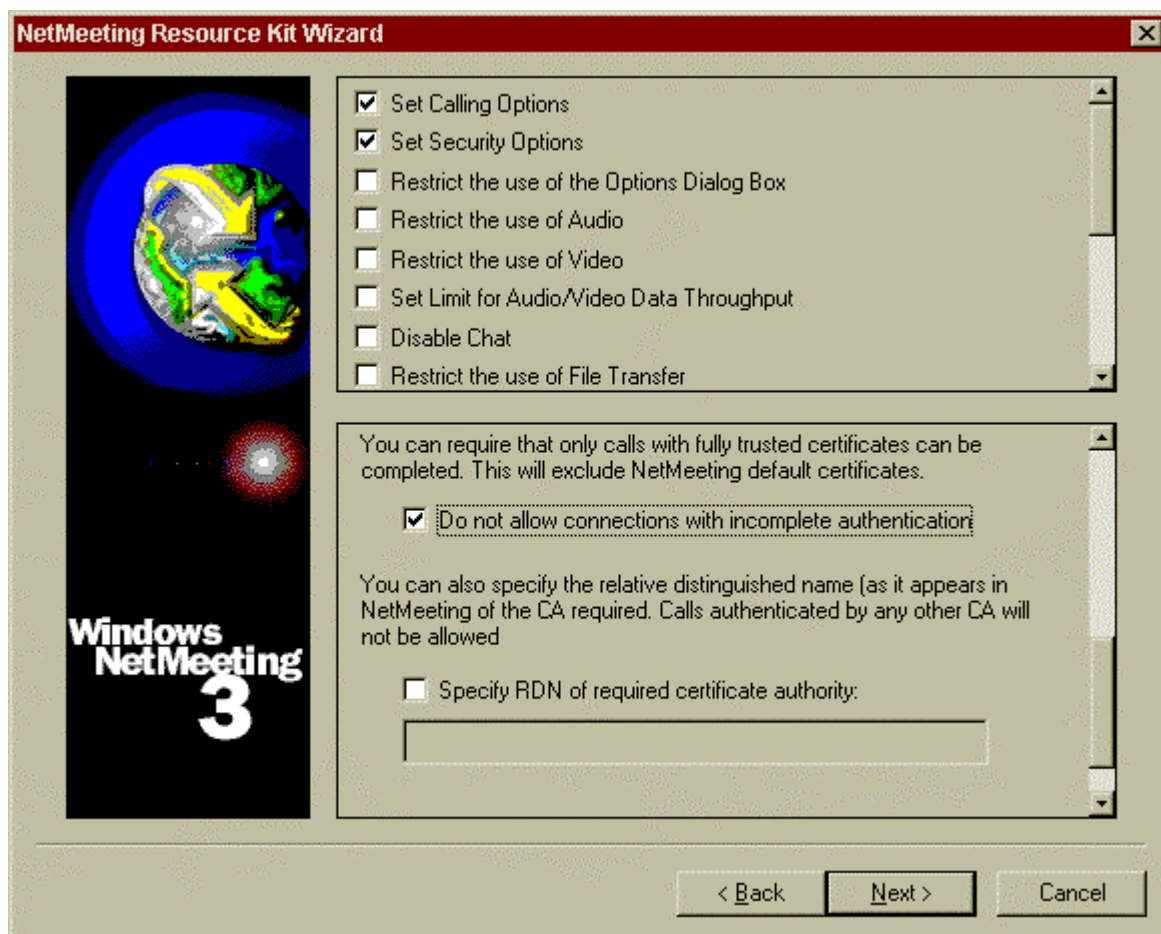 NetMeeting Resource Kit Wizard
Set Calling Options
Set Security Options
Restrict the use of the Options Dialog Box
Restrict the use of Audio
Restrict the use of Video
Set Limit for Audio/Video Data Throughput
Disable Chat
Restrict the use of File Transfer
You can require that only calls with fully trusted certificates can be
completed. This will exclude NetMeeting default certificates.
Do not allow connections with incomplete authentication
You can also specify the relative distinguished name (as it appears in
NetMeeting of the CA required. Calls authenticated by any other CA will
not be allowed
Specify RDN of required certificate authority:
Windows
NetMeeting
3
< Back
Next >
Cancel